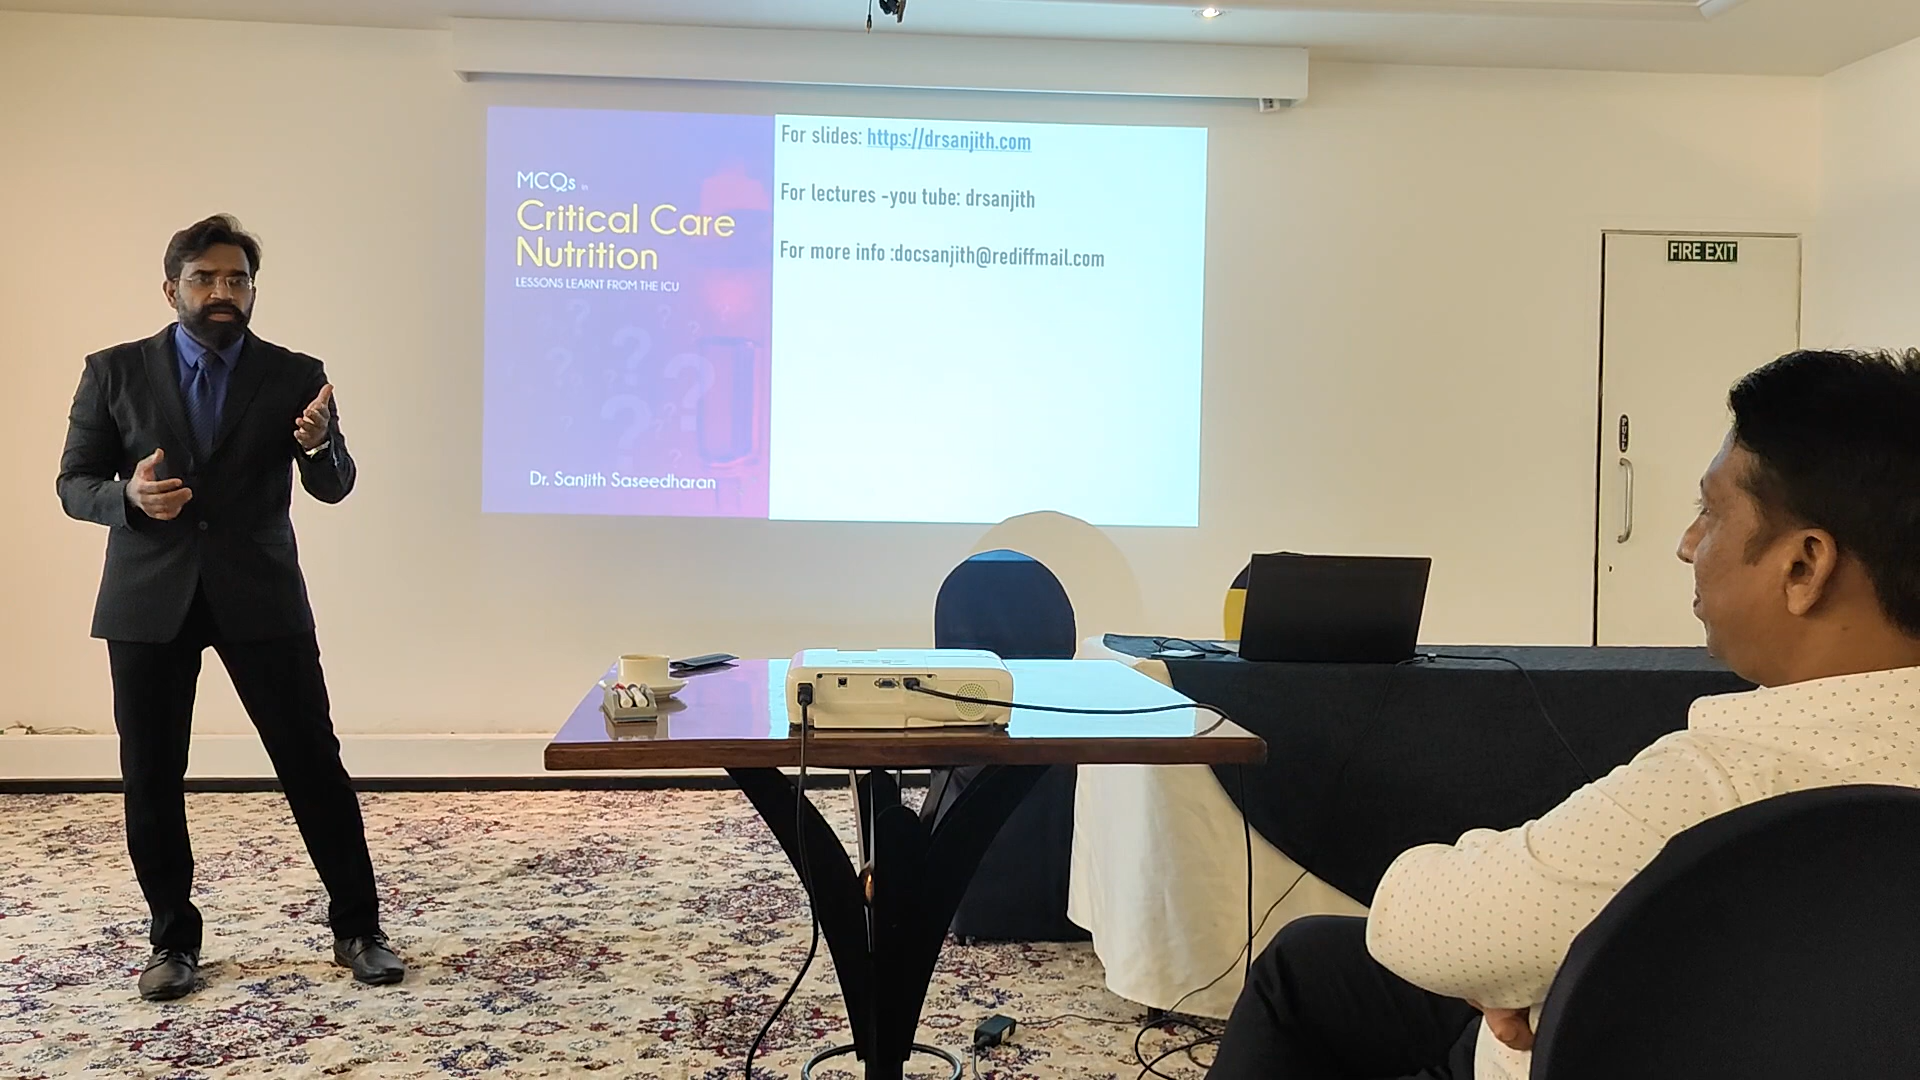 MCQs in
Critical Care
Nutrition
LESSONS LEARNT FROM THE ICU
Dr. Sanjith Saseedharan
For slides: https://drsanjith.com
For lectures -you tube: drsanjith
For more info :docsanjith@rediffmail.com
FIRE EXIT
PULL